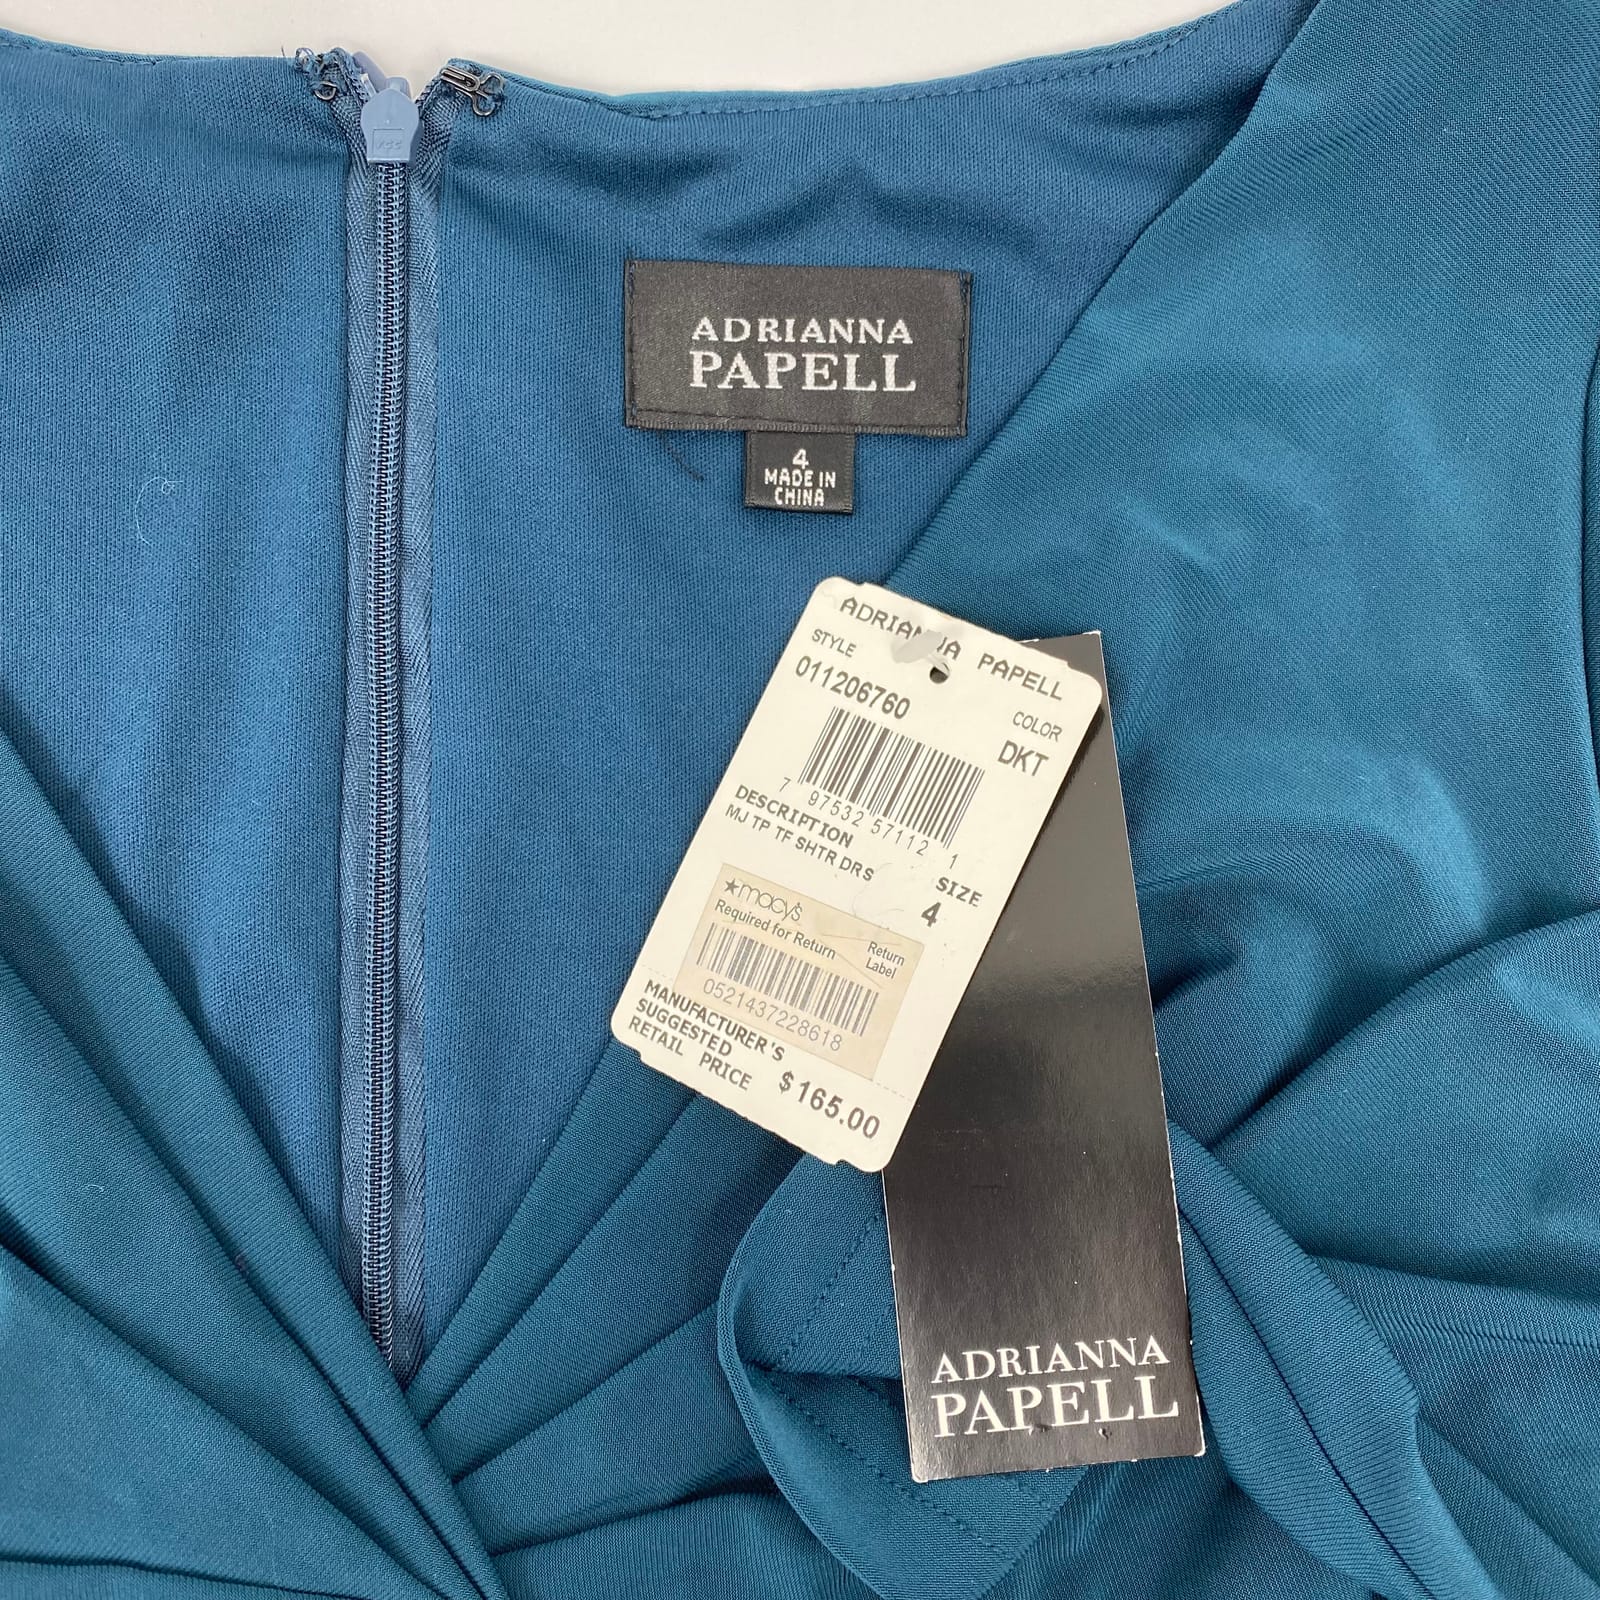 ADRIANNA
PAPELL
4
MADE IN
CHINA
ADRIANNA PAPELL
STYLE
011206760
COLOR
DKT
7 97532 57112 1
DESCRIPTION
MJ TP TF SHTR DRS
SIZE
4
macy's
Required for Return
Return
Label
0521437228618
MANUFACTURER'S
SUGGESTED
RETAIL PRICE $165.00
ADRIANNA
PAPELL